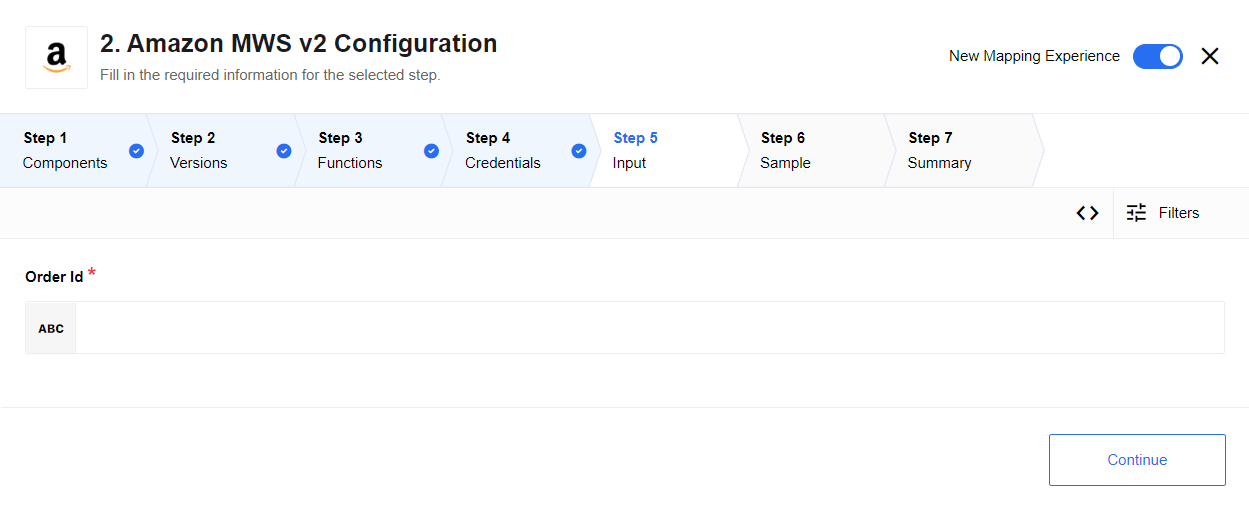 a
2. Amazon MWS v2 Configuration
Fill in the required information for the selected step.
New Mapping Experience
Step 1
Components
Step 2
Versions
Step 3
Functions
Step 4
Credentials
Step 5
Input
Step 6
Sample
Step 7
Summary
<> Filters
Order Id *
ABC
Continue